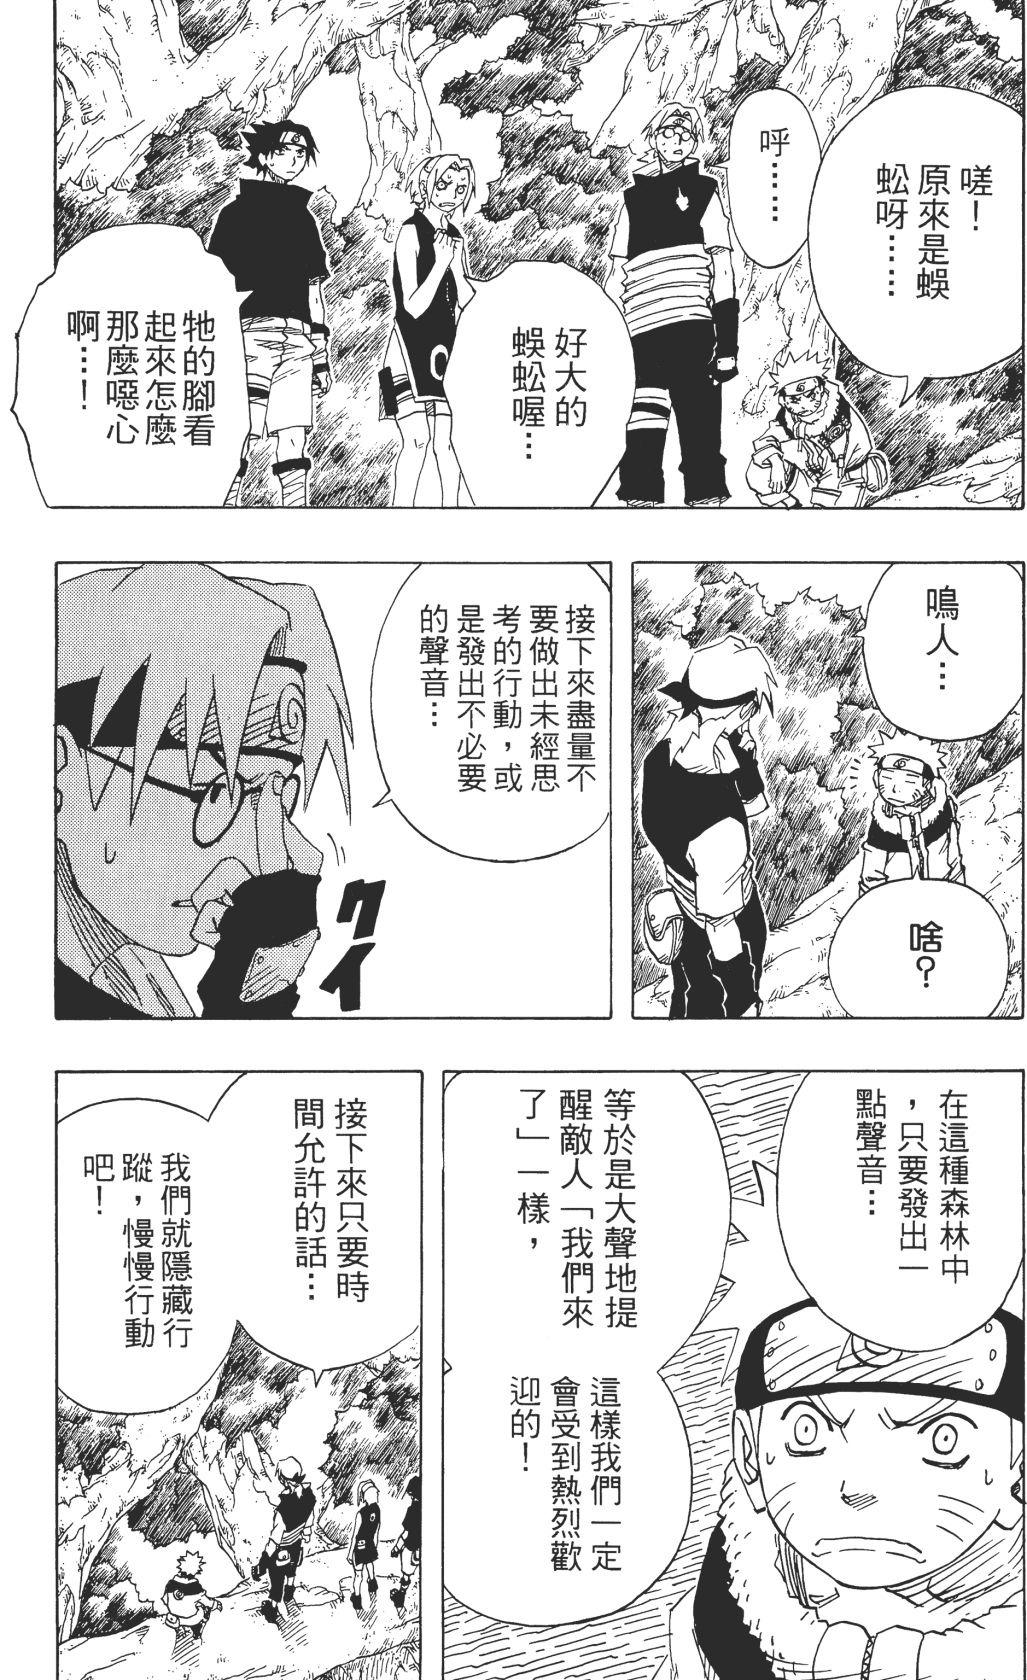 嗟！
原來是蜈
蚣呀⋯⋯
呼⋯⋯
好大的
蜈蚣喔⋯
牠的腳看
起來怎麼
那麼噁心
啊⋯！
鳴人⋯
啥？
接下來盡量不
要做出未經思
考的行動，或
是發出不必要
的聲音⋯
クイ
在這種森林中
，只要發出一
點聲音⋯
等於是大聲地提
醒敵人「我們來
了」一樣，
這樣我們一定
會受到熱烈歡
迎的！
接下來只要時
間允許的話⋯
我們就隱藏行
蹤，慢慢行動
吧！